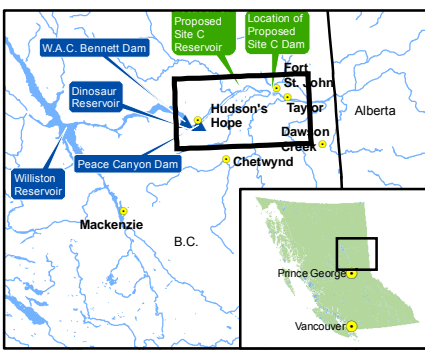 Proposed
Site C
Reservoir
Location of
Proposed
Site C Dam
W.A.C. Bennett Dam
Fort
St. John
Dinosaur
Reservoir
Taylor
Alberta
Hudson's
Hope
Dawson
Creek
Peace Canyon Dam
Chetwynd
Williston
Reservoir
Mackenzie
B.C.
Prince George
Vancouver